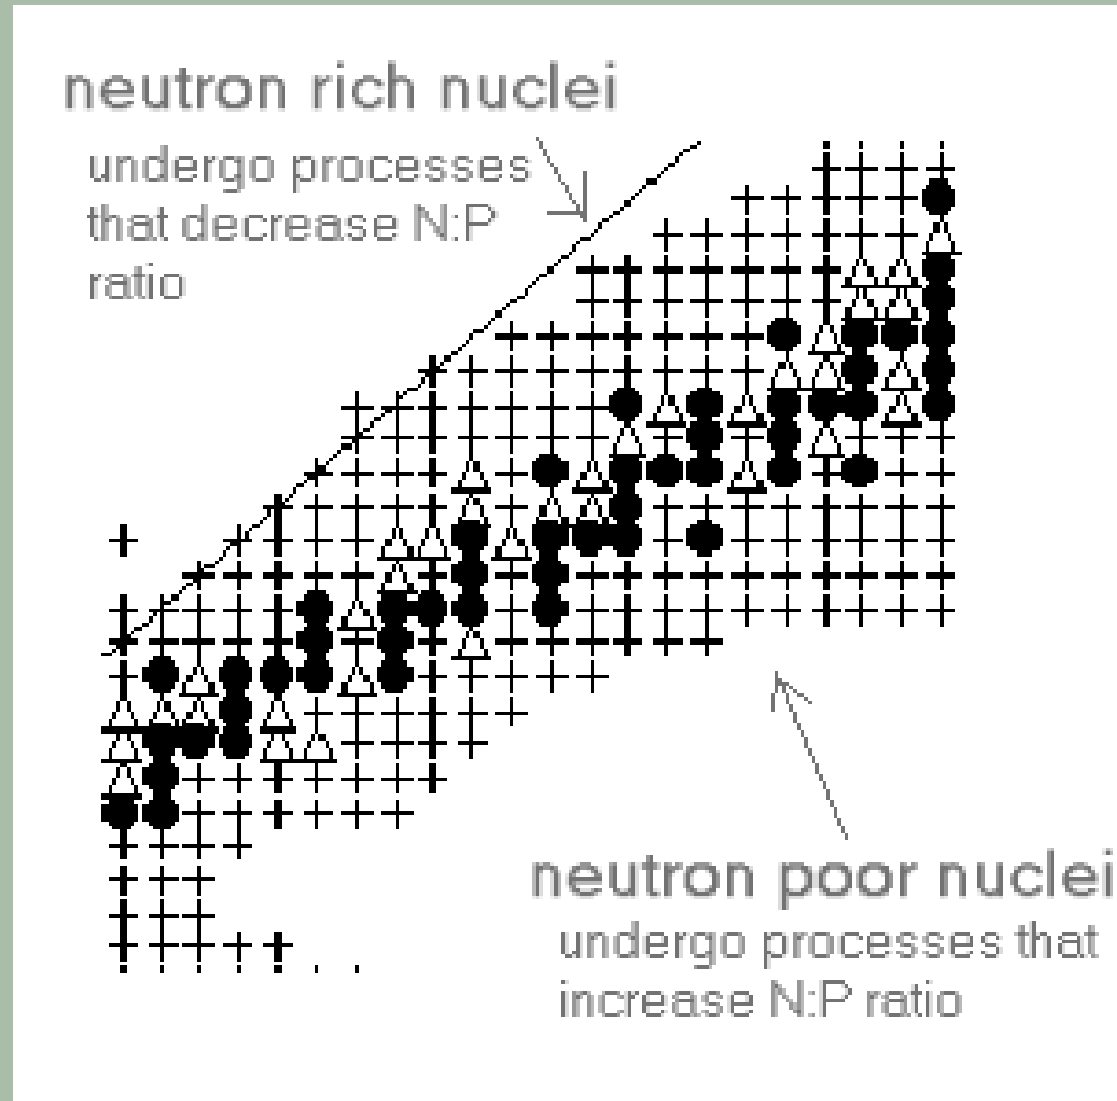 neutron rich nuclei
undergo processes
that decrease N:P
ratio
neutron poor nuclei
undergo processes that
increase N:P ratio